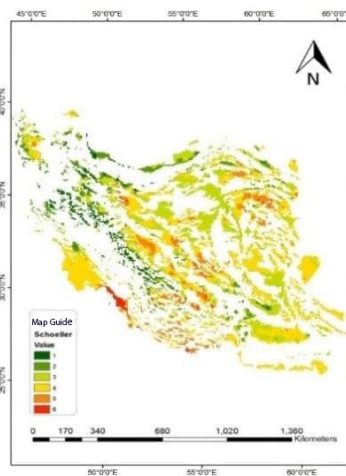 45°0'0"E 50°0'0"E 55°0'0"E 60°0'0"E 65°0'0"
N
40°0'0"N
35°0'0"N
30°0'0"N
25°0'0"N
Map Guide
Schoeller
Value
1
2
3
4
5
6
0 170 340 680 1,020 1,360
Kilometers
50°0'0"E 55°0'0"E 60°0'0"E